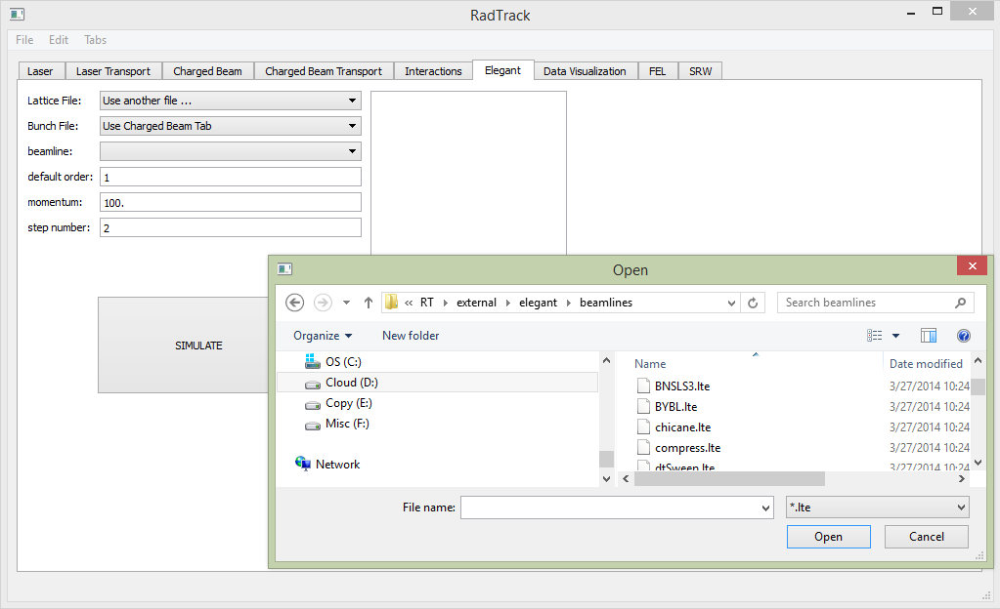 RadTrack
File Edit Tabs
Laser Laser Transport Charged Beam Charged Beam Transport Interactions Elegant Data Visualization FEL SRW
Lattice File: Use another file ...
Bunch File: Use Charged Beam Tab
beamline:
default order: 1
momentum: 100.
step number: 2
SIMULATE
Open
« RT external elegant beamlines Search beamlines
Organize New folder
OS (C:)
Cloud (D:)
Copy (E:)
Misc (F:)
Network
Name Date modified
BNSLS3.lte 3/27/2014 10:24
BYBL.lte 3/27/2014 10:24
chicane.lte 3/27/2014 10:24
compress.lte 3/27/2014 10:24
dtSweep.lte 3/27/2014 10:24
File name: *.lte
Open Cancel